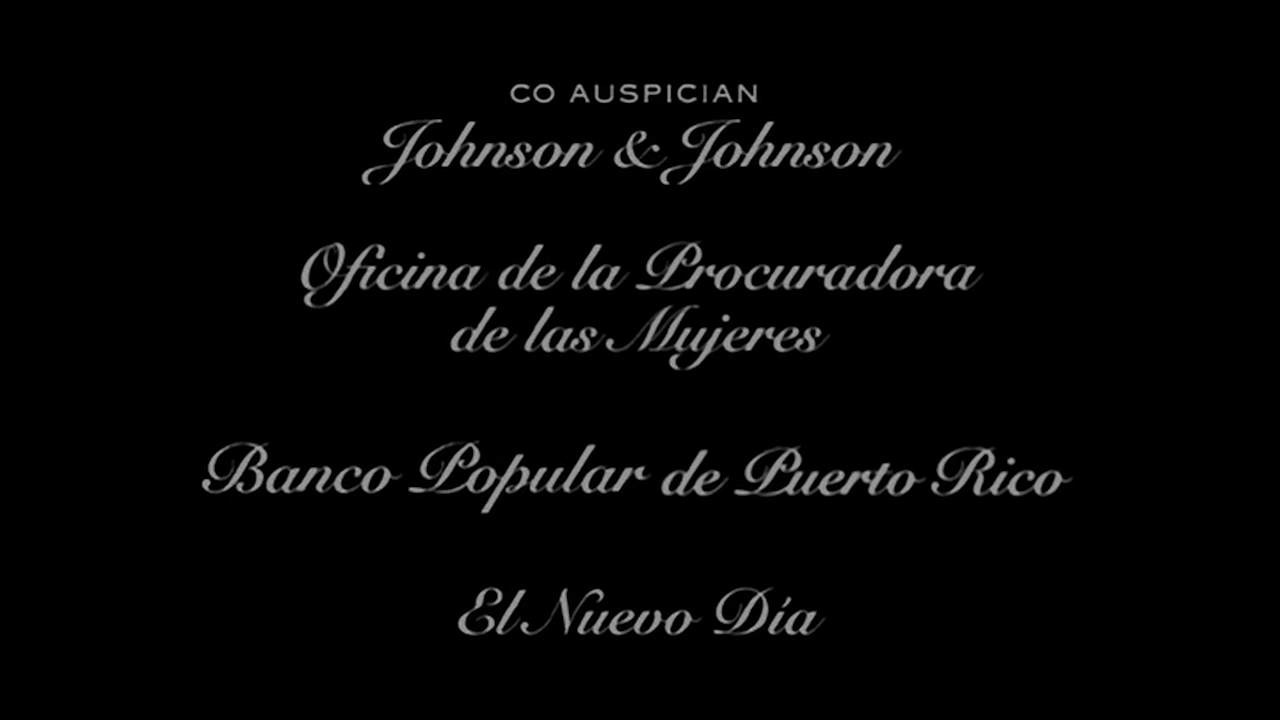 CO AUSPICIAN
Johnson & Johnson
Oficina de la Procuradora
de las Mujeres
Banco Popular de Puerto Rico
El Nuevo Día